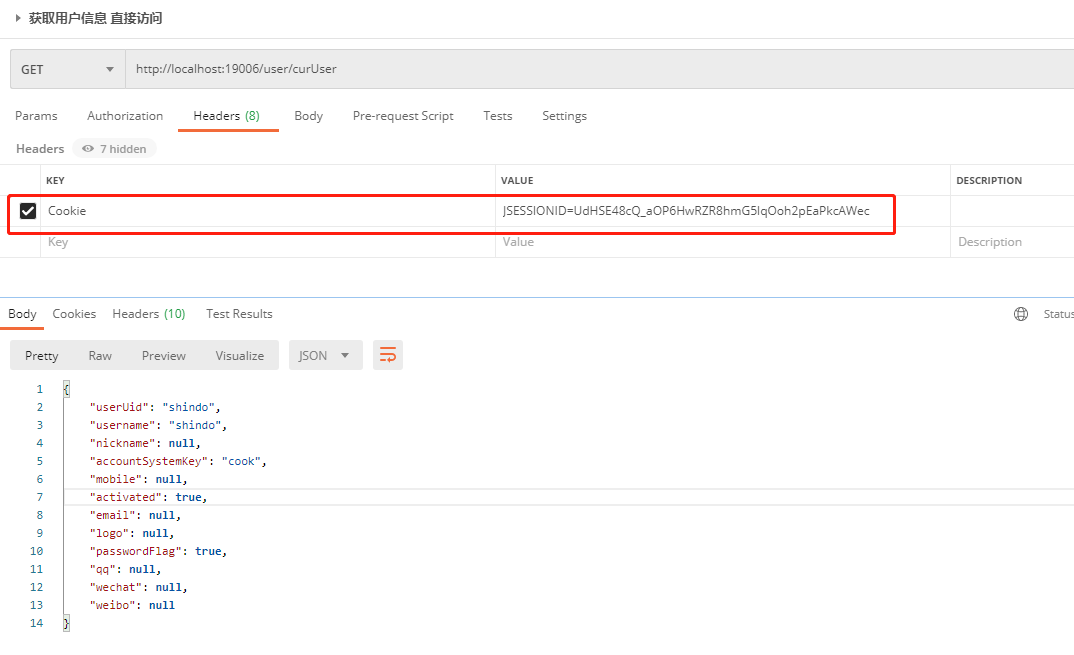 获取用户信息 直接访问
GET http://localhost:19006/user/curUser
Params Authorization Headers (8) Body Pre-request Script Tests Settings
Headers 7 hidden
KEY VALUE DESCRIPTION
Cookie JSESSIONID=UdHSE48cQ_aOP6HwRZR8hmG5IqOoh2pEaPkcAWec
Key Value Description
Body Cookies Headers (10) Test Results Status
Pretty Raw Preview Visualize JSON
1 {
2 "userUid": "shindo",
3 "username": "shindo",
4 "nickname": null,
5 "accountSystemKey": "cook",
6 "mobile": null,
7 "activated": true,
8 "email": null,
9 "logo": null,
10 "passwordFlag": true,
11 "qq": null,
12 "wechat": null,
13 "weibo": null
14 }